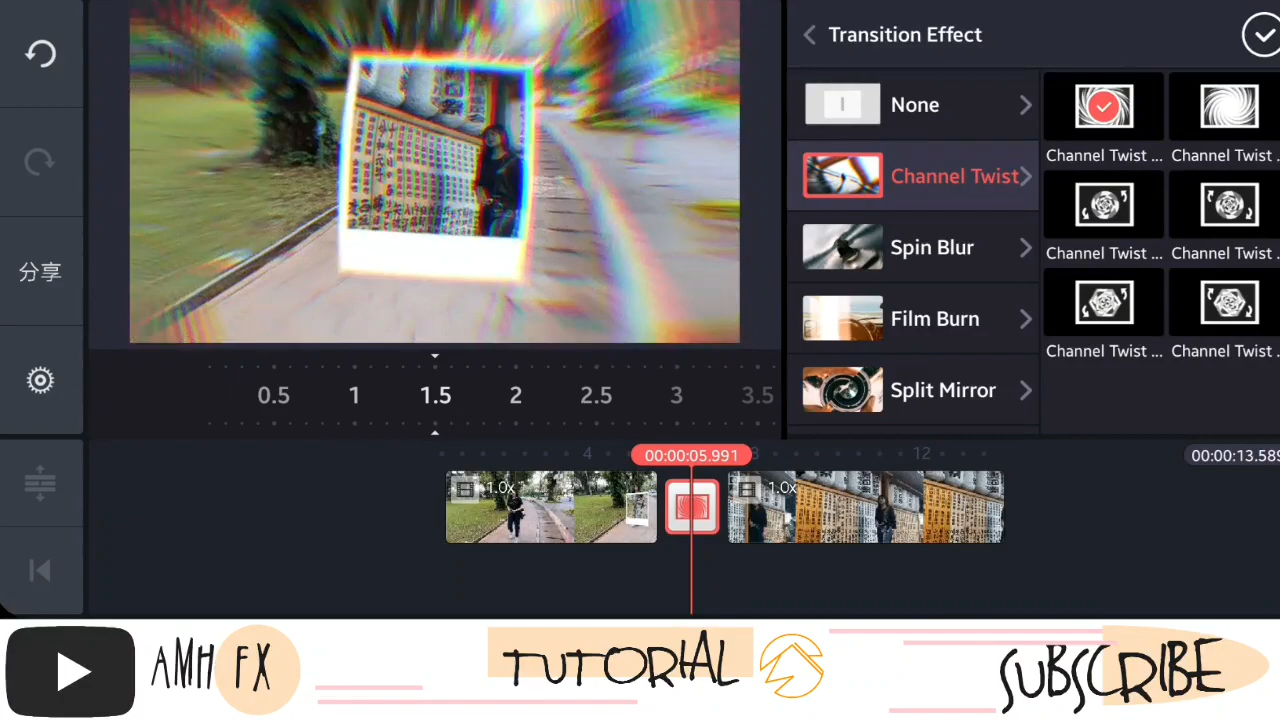 Transition Effect
None
Channel Twist
Spin Blur
Film Burn
Split Mirror
Channel Twist ...
Channel Twist ..
Channel Twist ...
Channel Twist ..
Channel Twist ...
Channel Twist ..
分享
0.5 1 1.5 2 2.5 3 3.5
4 12
00:00:05.991
00:00:13.589
1.0x
1.0x
AMH FX
TUTORIAL
SUBSCRIBE